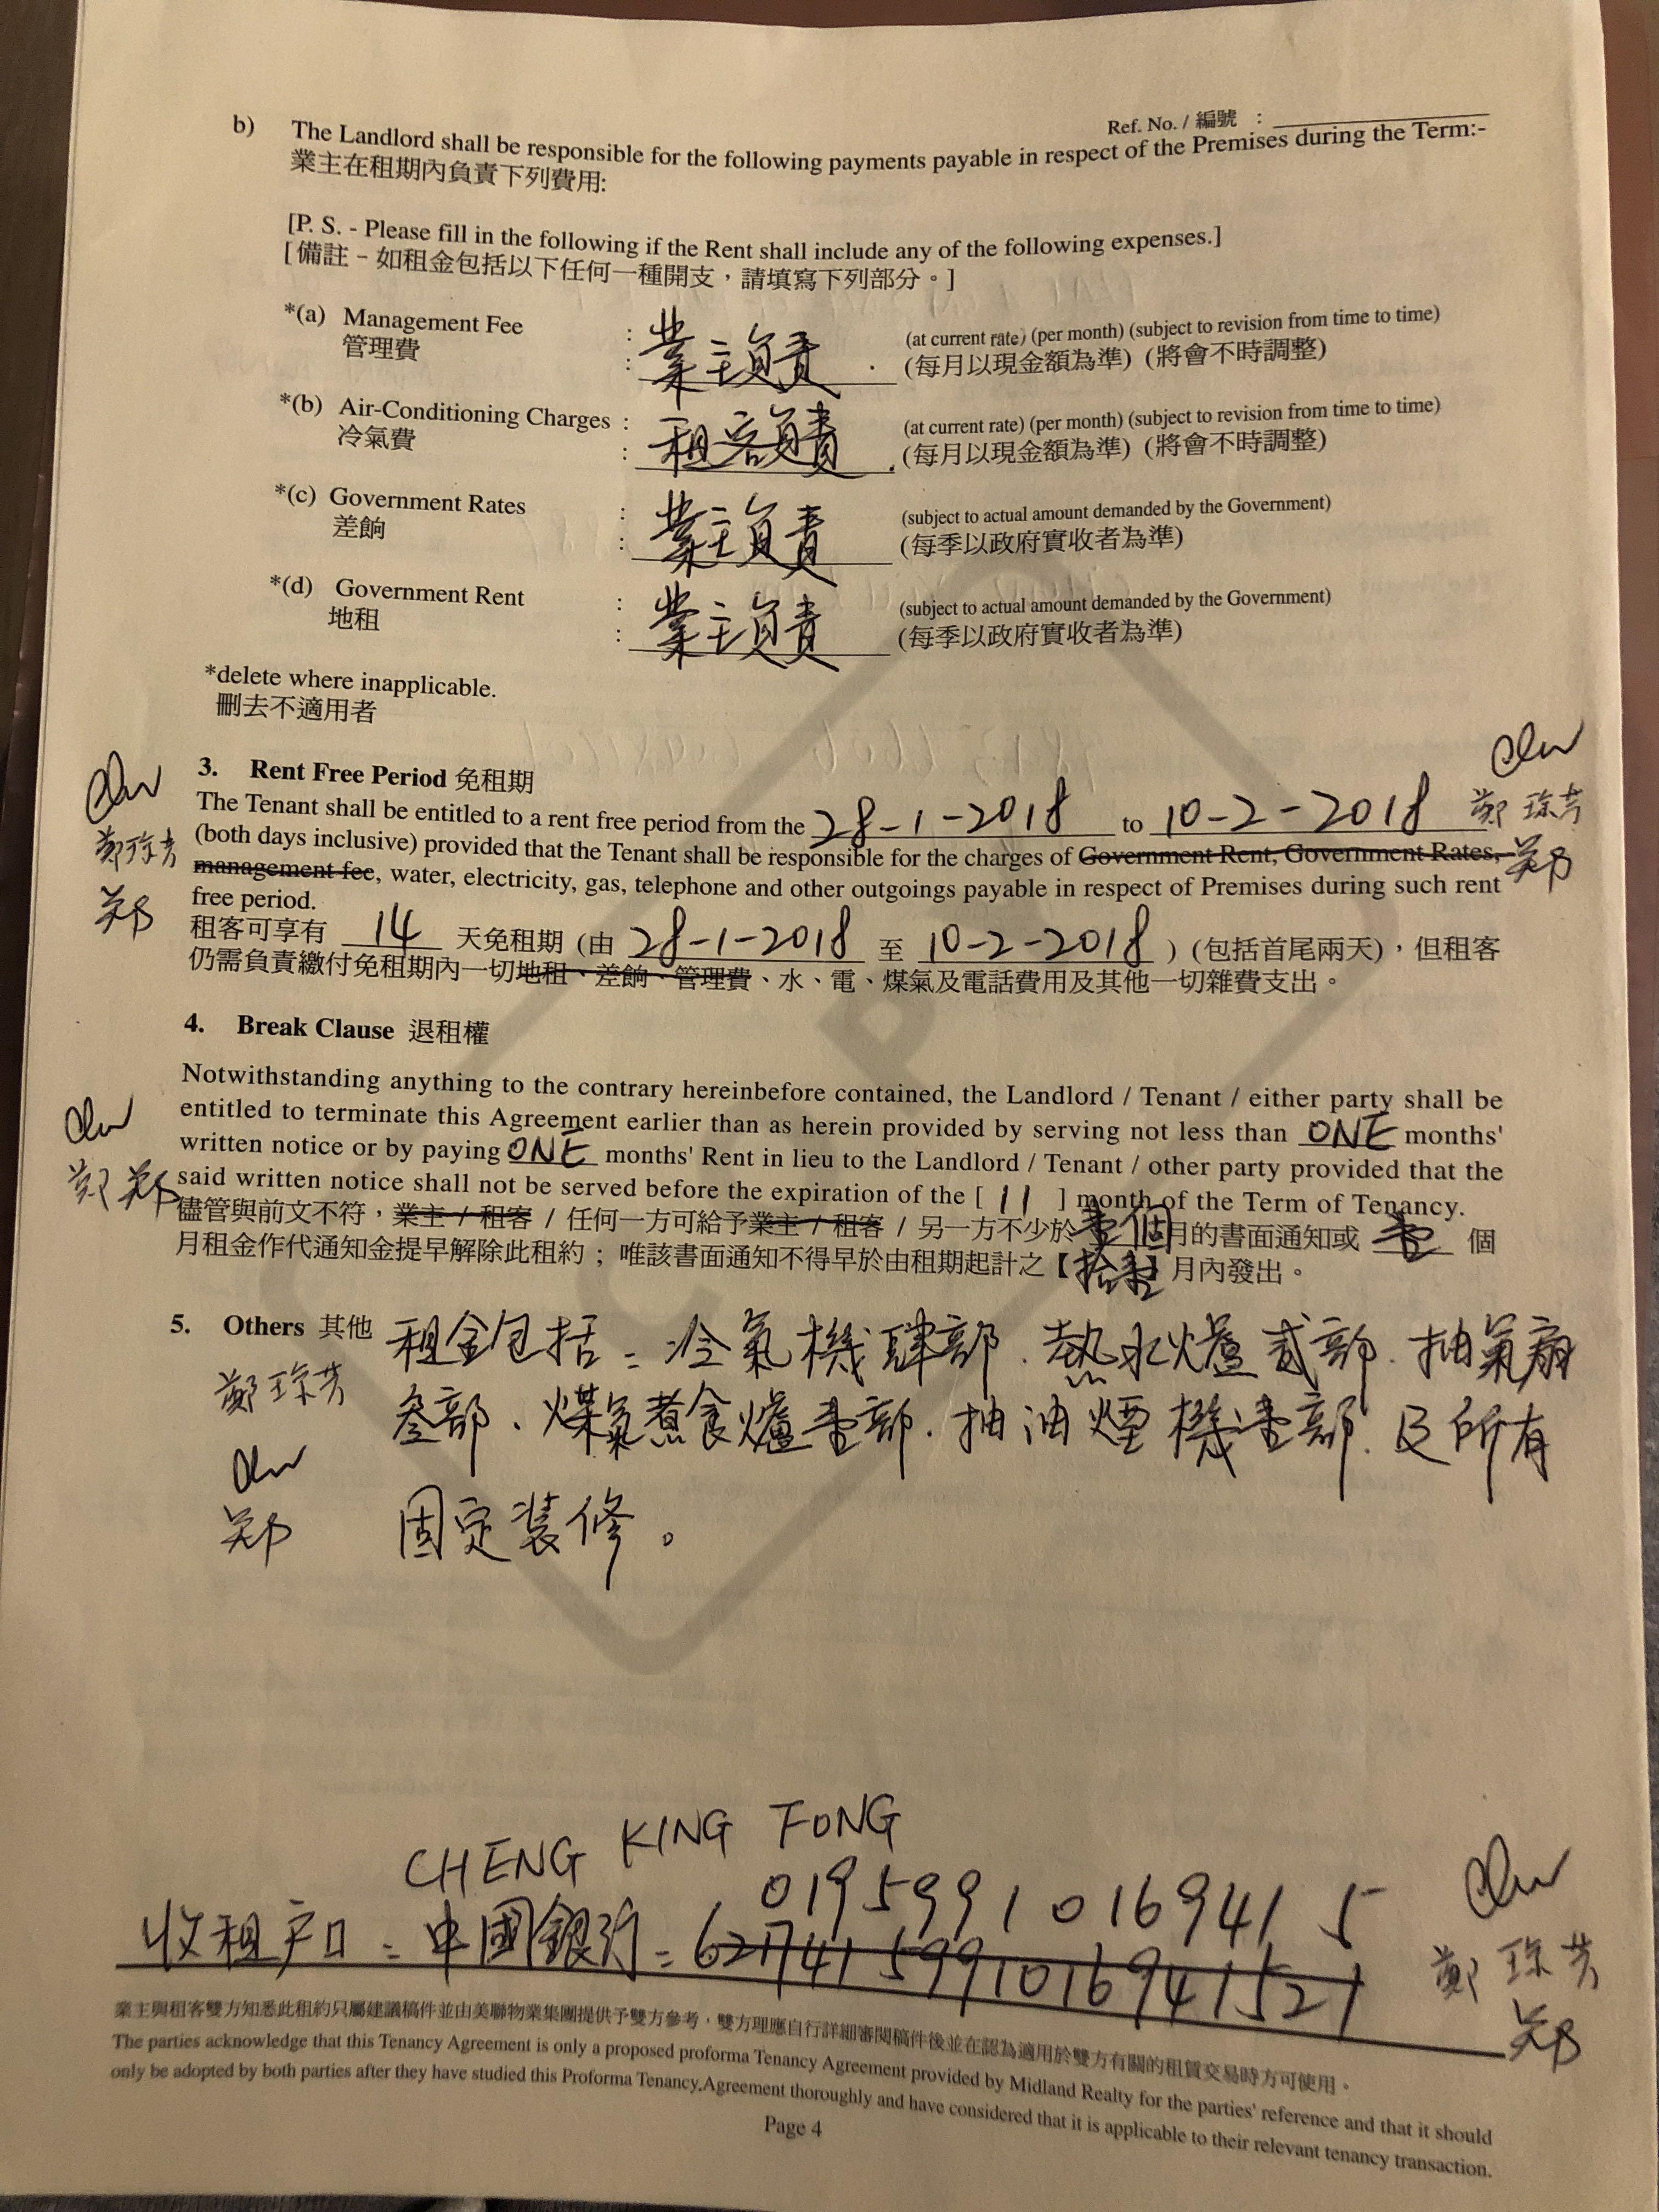 Ref. No. / 編號 :
b) The Landlord shall be responsible for the following payments payable in respect of the Premises during the Term:-
業主在租期內負責下列費用:
[P. S. - Please fill in the following if the Rent shall include any of the following expenses.]
[備註 - 如租金包括以下任何一種開支，請填寫下列部分。]
*(a) Management Fee : (at current rate) (per month) (subject to revision from time to time)
管理費 : 業主負責 (每月以現金額為準) (將會不時調整)
*(b) Air-Conditioning Charges : (at current rate) (per month) (subject to revision from time to time)
冷氣費 : 租客負責 (每月以現金額為準) (將會不時調整)
*(c) Government Rates : (subject to actual amount demanded by the Government)
差餉 : 業主負責 (每季以政府實收者為準)
*(d) Government Rent : (subject to actual amount demanded by the Government)
地租 : 業主負責 (每季以政府實收者為準)
*delete where inapplicable.
刪去不適用者
3. Rent Free Period 免租期
The Tenant shall be entitled to a rent free period from the 28-1-2018 to 10-2-2018
(both days inclusive) provided that the Tenant shall be responsible for the charges of Government Rent, Government Rates,
management fee, water, electricity, gas, telephone and other outgoings payable in respect of Premises during such rent
free period.
租客可享有 14 天免租期 (由 28-1-2018 至 10-2-2018 ) (包括首尾兩天)，但租客
仍需負責繳付免租期內一切地租、差餉、管理費、水、電、煤氣及電話費用及其他一切雜費支出。
4. Break Clause 退租權
Notwithstanding anything to the contrary hereinbefore contained, the Landlord / Tenant / either party shall be
entitled to terminate this Agreement earlier than as herein provided by serving not less than ONE months'
written notice or by paying ONE months' Rent in lieu to the Landlord / Tenant / other party provided that the
said written notice shall not be served before the expiration of the [ 11 ] month of the Term of Tenancy.
儘管與前文不符，業主 / 租客 / 任何一方可給予業主 / 租客 / 另一方不少於壹個月的書面通知或 壹 個
月租金作代通知金提早解除此租約；唯該書面通知不得早於由租期起計之【拾壹】月內發出。
5. Others 其他 租金包括：冷氣機肆部、熱水爐貳部、抽氣扇
叁部、煤氣煮食爐壹部、抽油煙機壹部及所有
固定裝修。
CHENG KING FONG
01959910169415
收租戶口：中國銀行：6217415991016941521
業主與租客雙方知悉此租約只屬建議稿件並由美聯物業集團提供予雙方參考，雙方理應自行詳細審閱稿件後並在認為適用於雙方有關的租賃交易時方可使用。
The parties acknowledge that this Tenancy Agreement is only a proposed proforma Tenancy Agreement provided by Midland Realty for the parties' reference and that it should
only be adopted by both parties after they have studied this Proforma Tenancy Agreement thoroughly and have considered that it is applicable to their relevant tenancy transaction.
Page 4